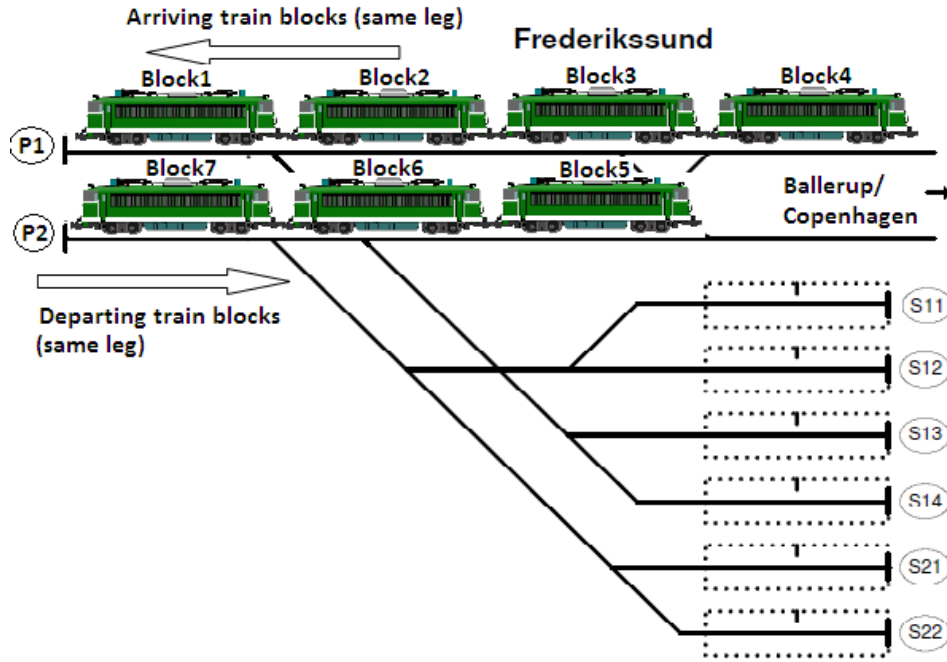 Arriving train blocks (same leg)
Frederikssund
Block1
Block2
Block3
Block4
P1
Block7
Block6
Block5
Ballerup/
Copenhagen
P2
Departing train blocks
(same leg)
S11
S12
S13
S14
S21
S22